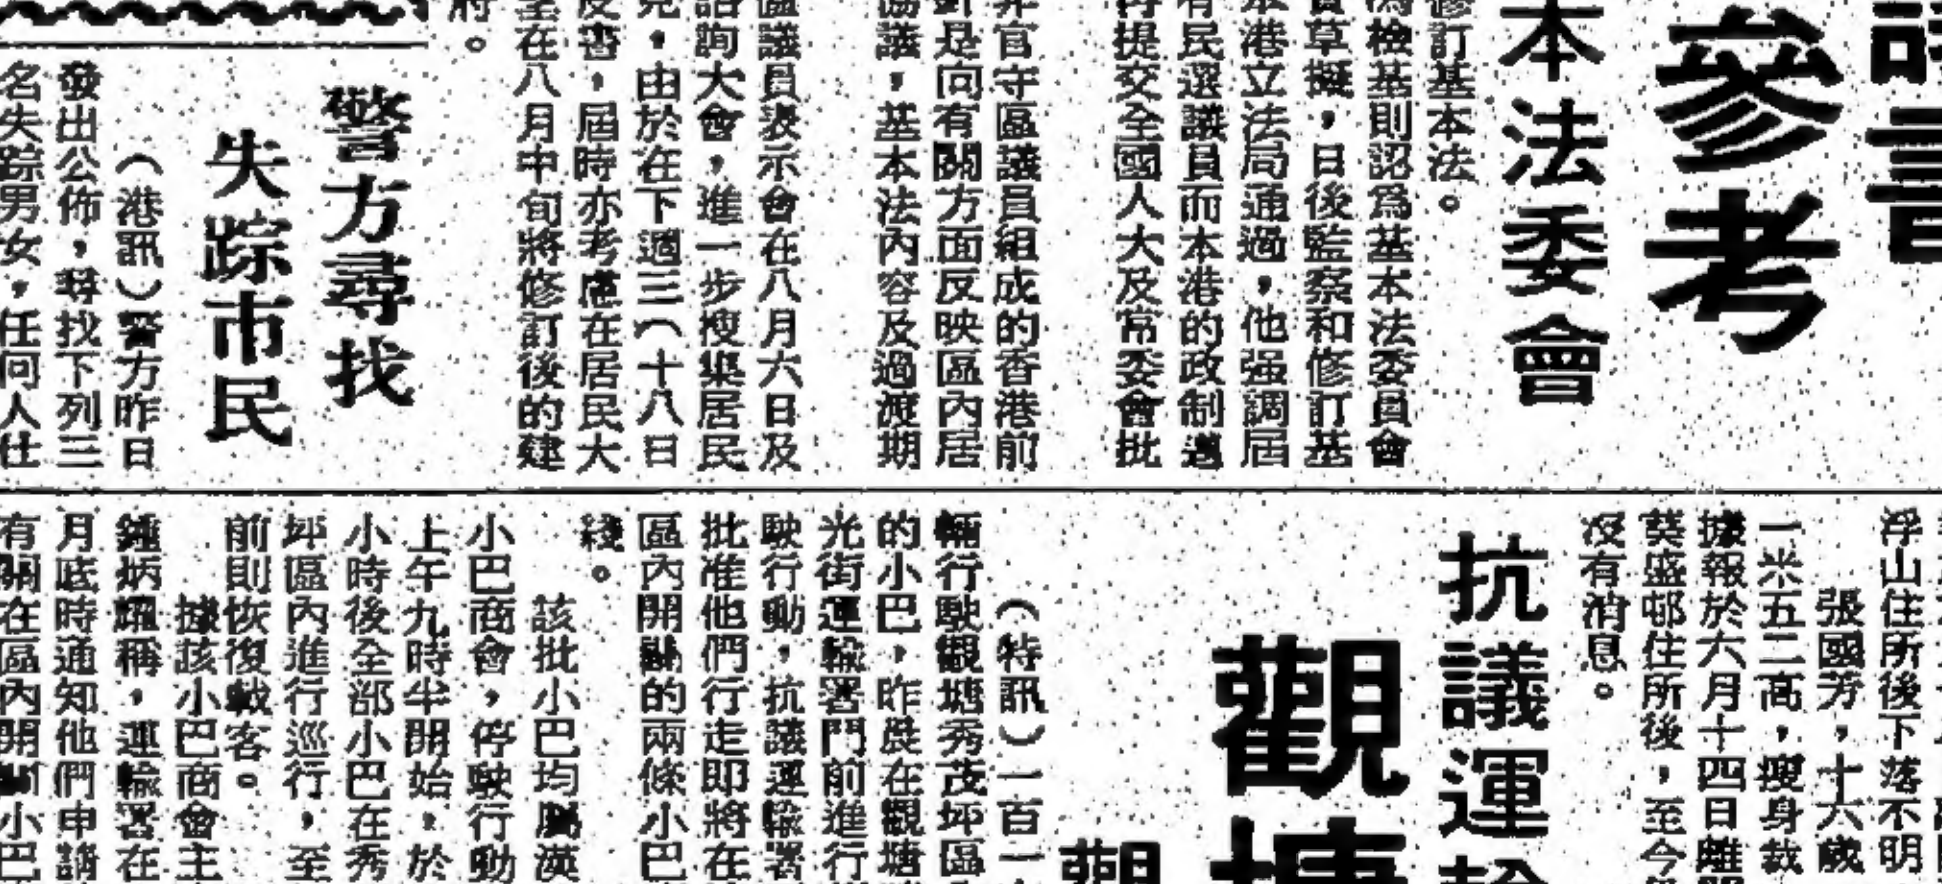 參考
本法委會
修訂基本法。
為檢基則認爲基本法委員會
草擬，日後監察和修訂基
港立法局通過，他强調居
有民選議員而本港的政制邁
再提交全國人大及常委會批
非官守區議員組成的香港前
是向有關方面反映區內居
協議，基本法內容及過渡期
區議員表示會在八月六日及
諮詢大會，進一步搜集居民
，由於在下週三（十八日
書，屆時亦考慮在居民大
在八月中旬將修訂後的建
。
警方尋找
失踪市民
（港訊）警方昨日
發出公佈，尋找下列三
名失踪男女，任何人仕
浮山住所後下落不明
張國芳，十六歲
一米五二高，瘦身裁
據報於六月十四日離
葵盛邨住所後，至今
沒有消息。
抗議運輸
觀塘
觀
（特訊）一百一
輛行駛觀塘秀茂坪區
的小巴，昨晨在觀塘
光街運輸署門前進行
駛行動，抗議運輸署
批准他們行走即將在
區內開闢的兩條小巴
綫。
該批小巴均屬漢
小巴商會，停駛行動
上午九時半開始，於
小時後全部小巴在秀
坪區內進行巡行，至
前則恢復載客。
據該小巴商會主
鍾炳耀稱，運輸署在
月底時通知他們申請
有關在區內開闢小巴